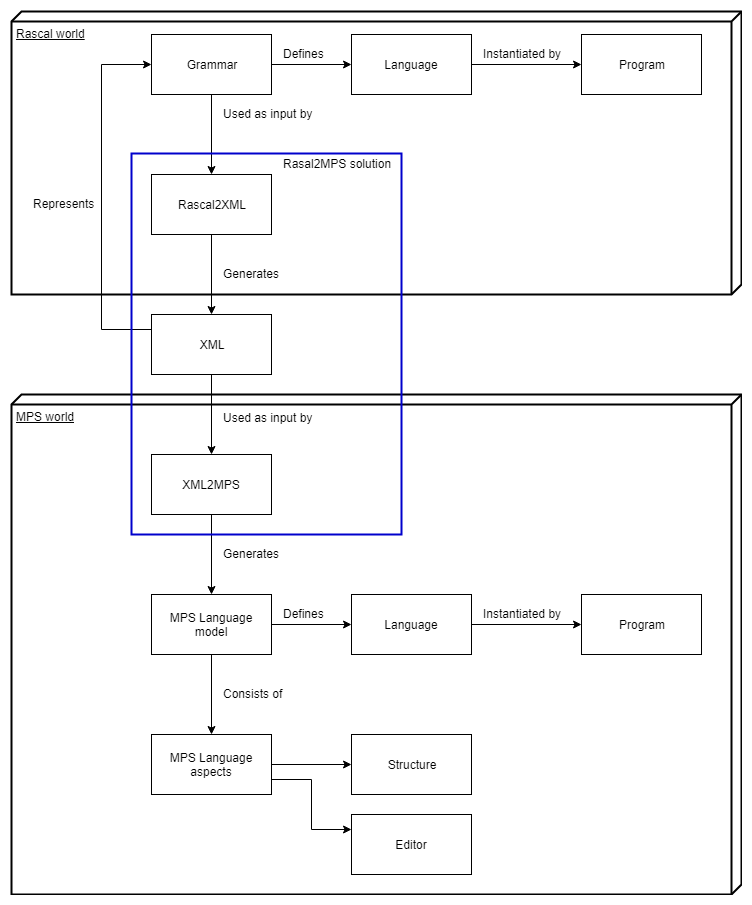 Rascal world
Grammar
Defines
Language
Instantiated by
Program
Used as input by
Rasal2MPS solution
Represents
Rascal2XML
Generates
XML
MPS world
Used as input by
XML2MPS
Generates
MPS Language
model
Defines
Language
Instantiated by
Program
Consists of
MPS Language
aspects
Structure
Editor